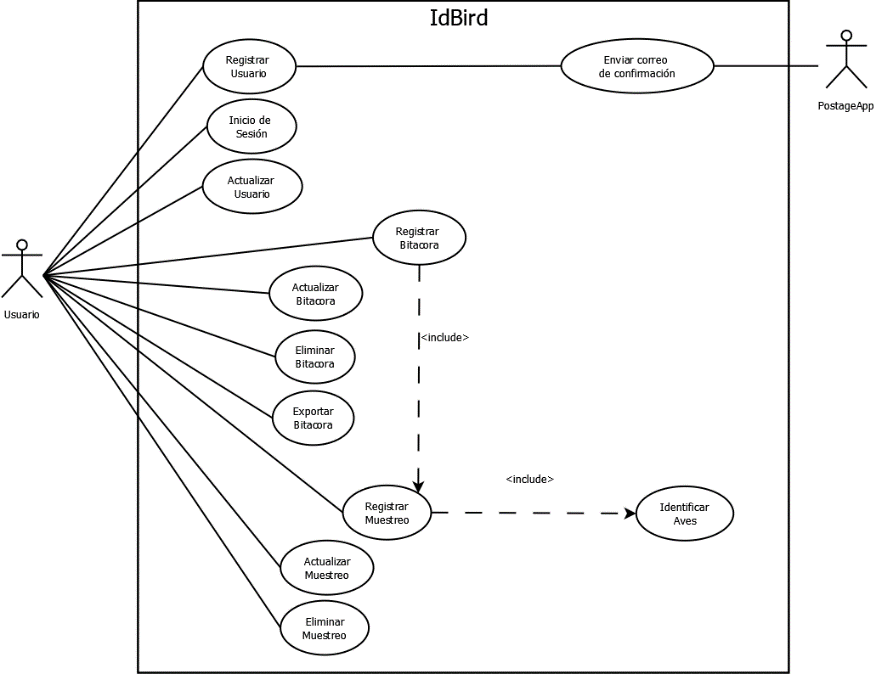 IdBird
Registrar
Usuario
Enviar correo
de confirmación
PostageApp
Inicio de
Sesión
Actualizar
Usuario
Registrar
Bitacora
Usuario
Actualizar
Bitacora
<include>
Eliminar
Bitacora
Exportar
Bitacora
<include>
Registrar
Muestreo
Identificar
Aves
Actualizar
Muestreo
Eliminar
Muestreo